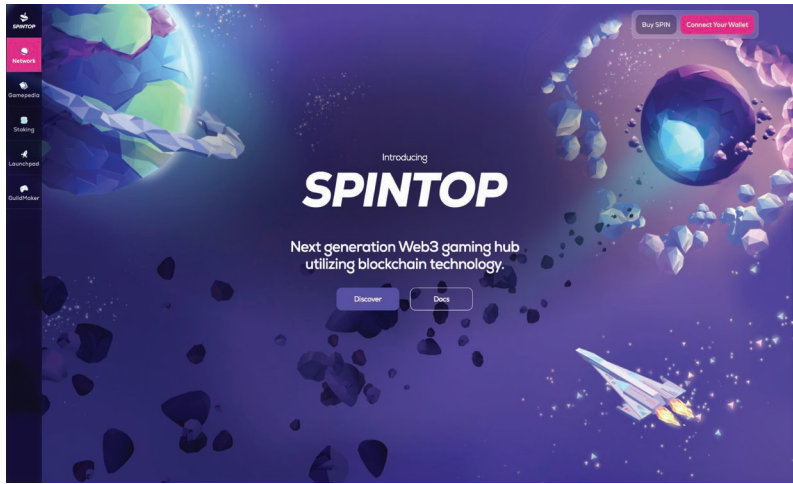 SPINTOP
Network
Gamepedia
Staking
Launchpad
GuildMaker
Buy SPIN
Connect Your Wallet
Introducing
SPINTOP
Next generation Web3 gaming hub
utilizing blockchain technology.
Discover
Docs